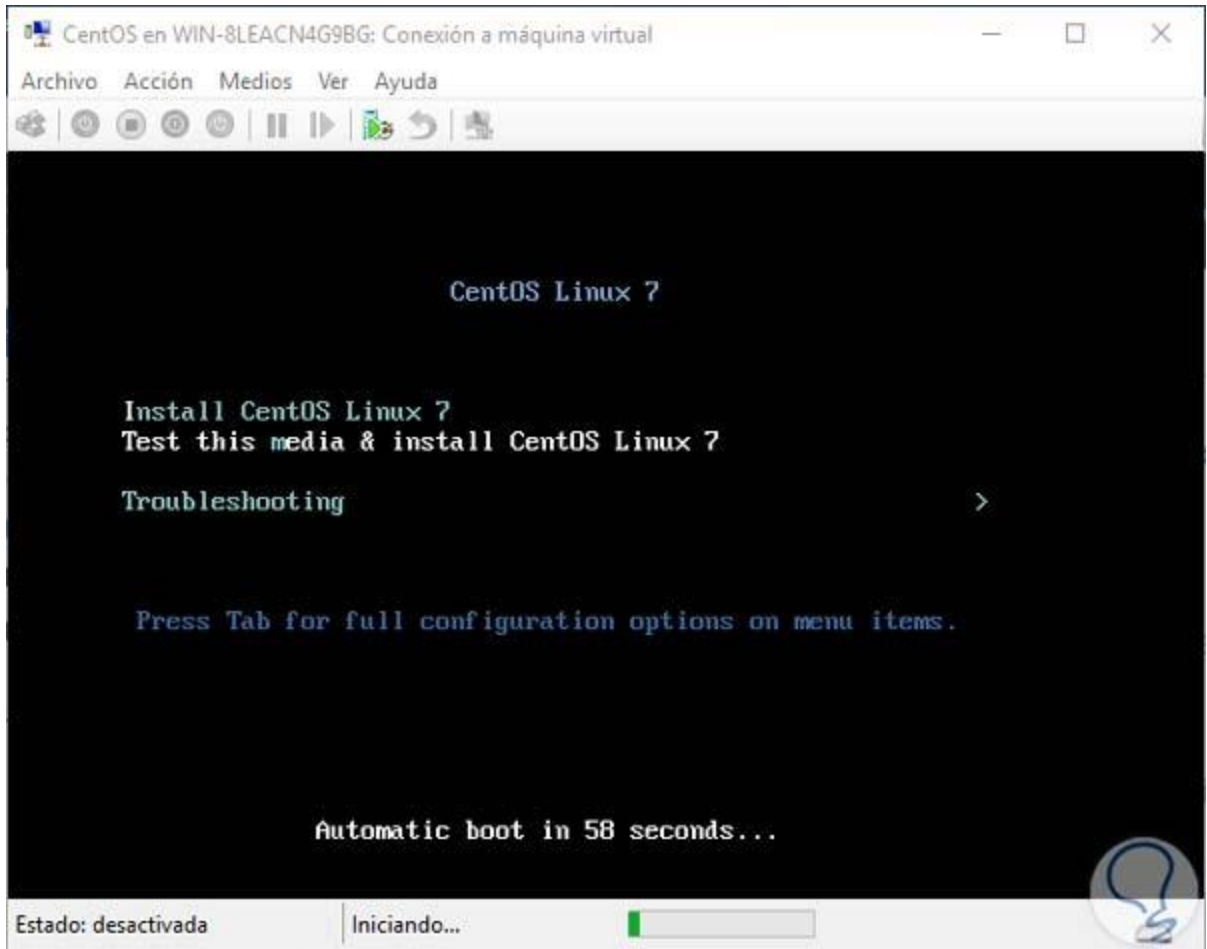 CentOS en WIN-8LEACN4G9BG: Conexión a máquina virtual
Archivo Acción Medios Ver Ayuda
CentOS Linux 7
Install CentOS Linux 7
Test this media & install CentOS Linux 7
Troubleshooting >
Press Tab for full configuration options on menu items.
Automatic boot in 58 seconds...
Estado: desactivada Iniciando...